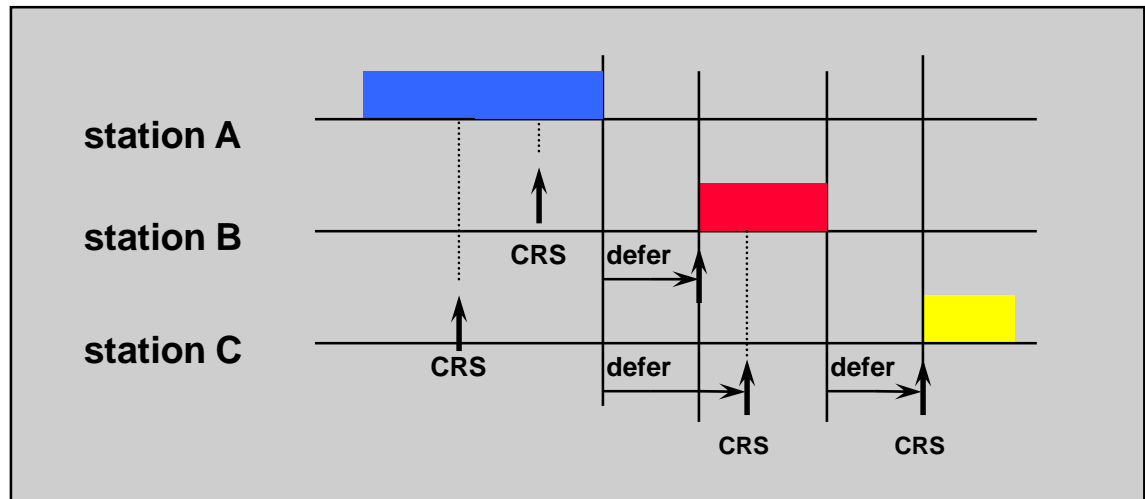 station A
station B
CRS
defer
station C
CRS
defer
defer
CRS
CRS